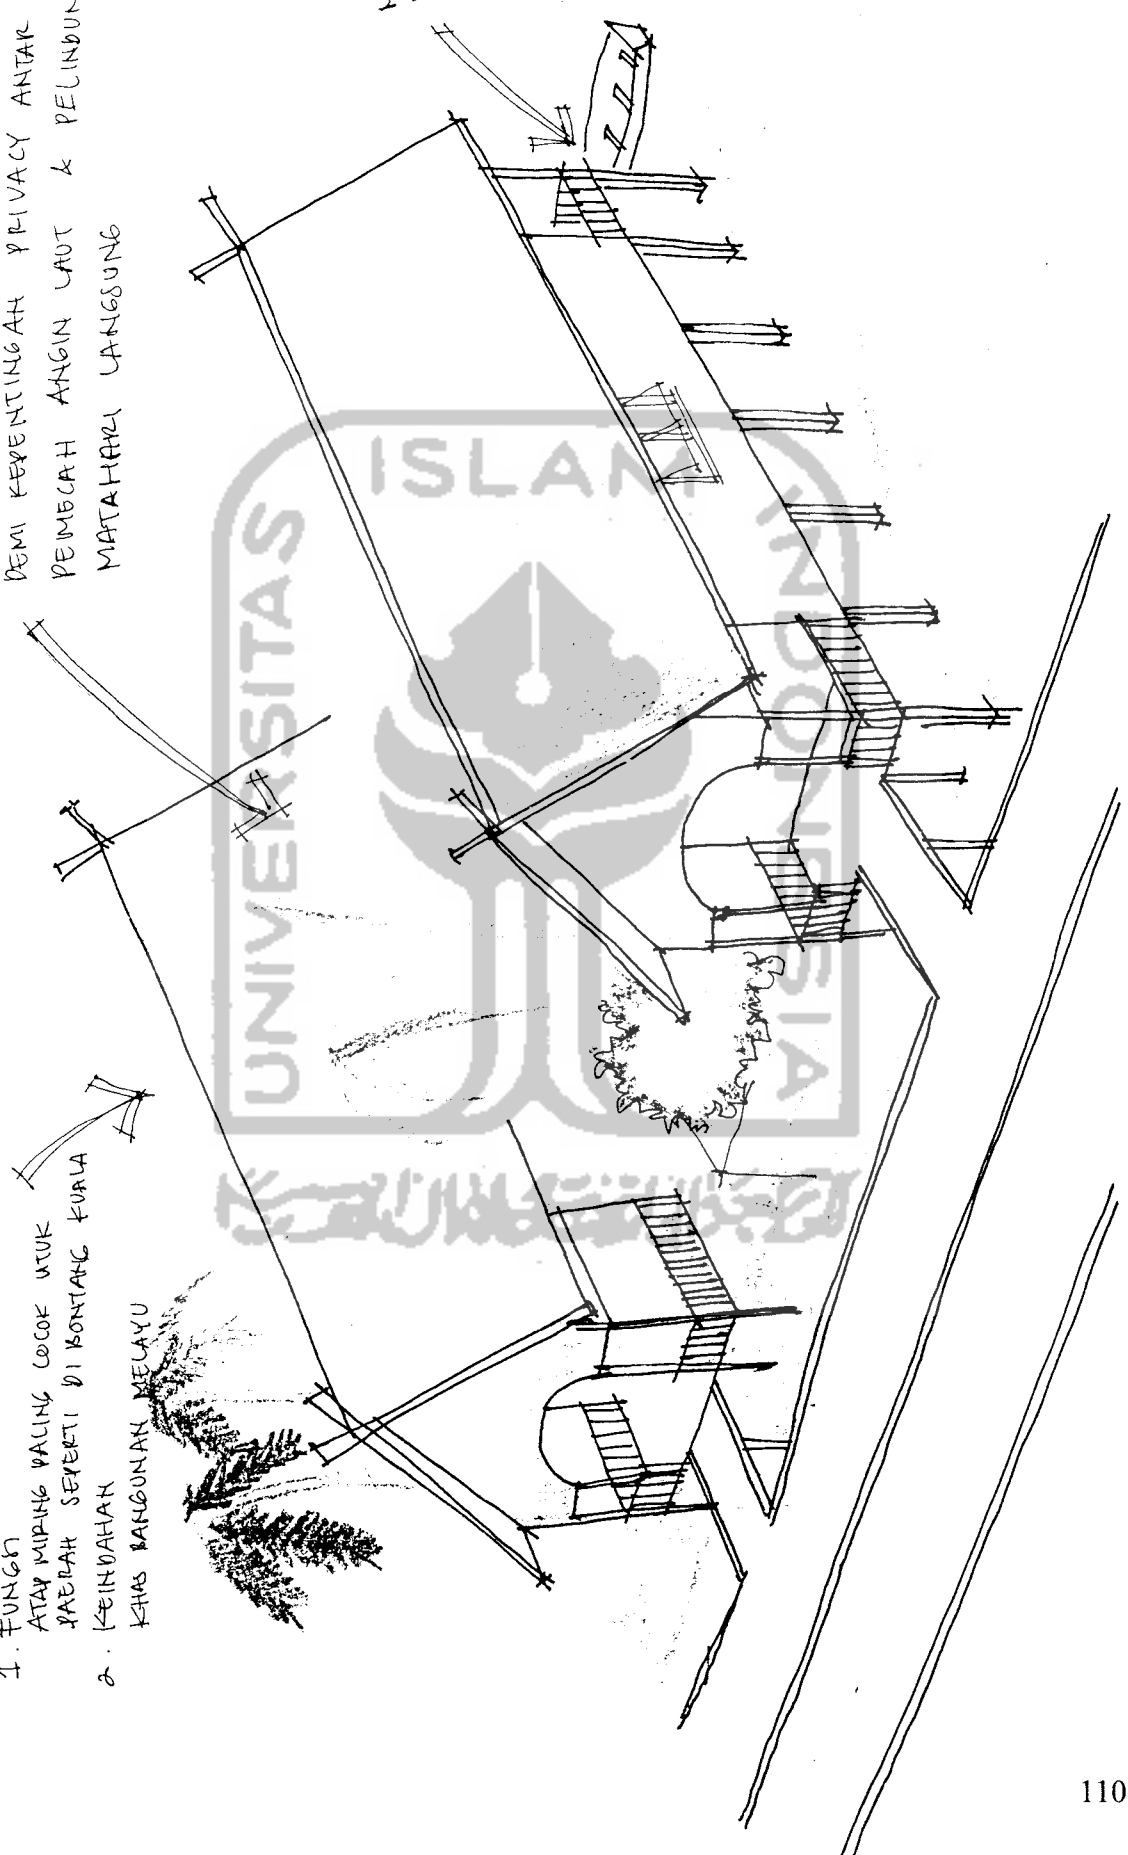 1. FUNGSI
ATAP MIRING PALING COCOK UTUK
DAERAH SEPERTI DI BONTANG KUALA
2. KEINDAHAN
KHAS BANGUNAN MELAYU
DEMI KEPENTINGAN PRIVACY ANTAR
PEMECAH ANGIN LAUT & PELINDUN
MATAHARI LANGSUNG
UNIVERSITAS
ISLAM
INDONESIA
110